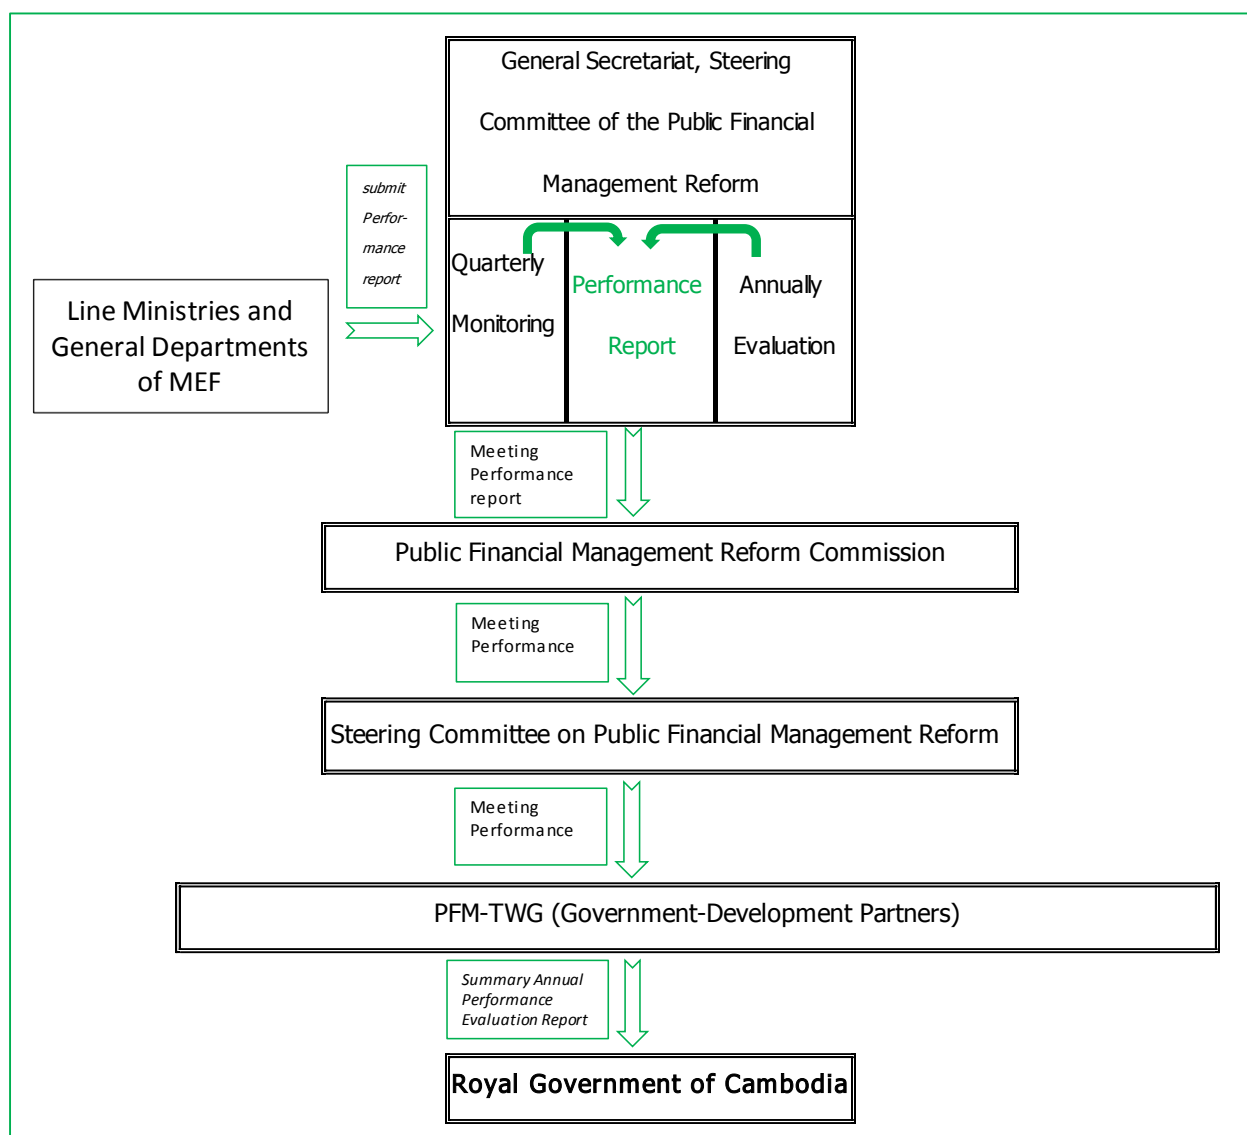 General Secretariat, Steering
Committee of the Public Financial
Management Reform
submit
Perfor-
mance
report
Line Ministries and
General Departments
of MEF
Quarterly
Monitoring
Performance
Report
Annually
Evaluation
Meeting
Performance
report
Public Financial Management Reform Commission
Meeting
Performance
Steering Committee on Public Financial Management Reform
Meeting
Performance
PFM-TWG (Government-Development Partners)
Summary Annual
Performance
Evaluation Report
Royal Government of Cambodia